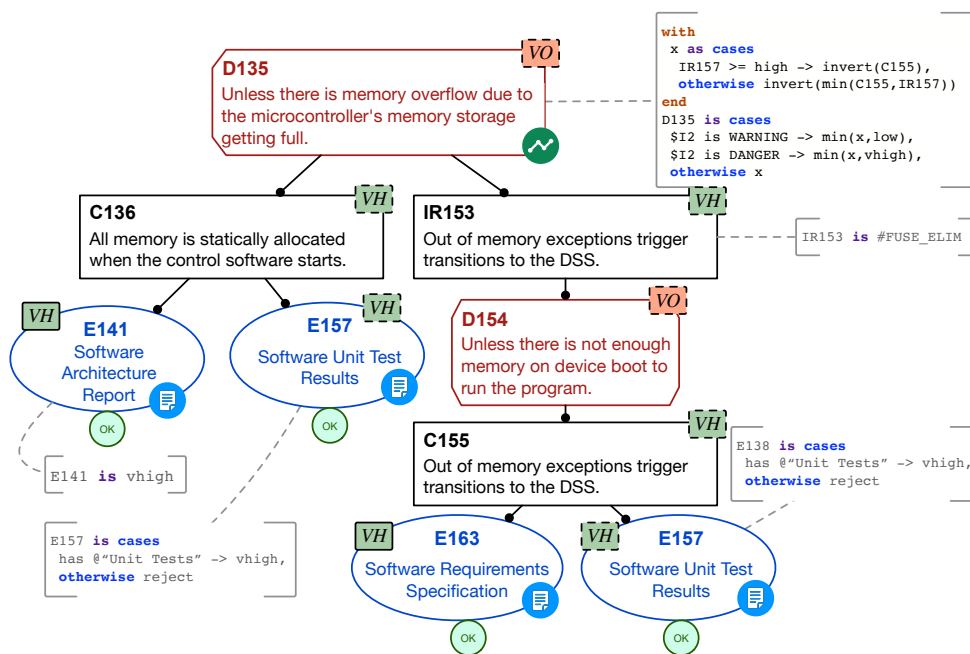 with
x as cases
IR157 >= high -> invert(C155),
otherwise invert(min(C155,IR157))
end
D135 is cases
$I2 is WARNING -> min(x,low),
$I2 is DANGER -> min(x,vhigh),
otherwise x
VO
D135
Unless there is memory overflow due to
the microcontroller's memory storage
getting full.
VH
C136
All memory is statically allocated
when the control software starts.
VH
IR153
Out of memory exceptions trigger
transitions to the DSS.
IR153 is #FUSE_ELIM
VH
E141
Software
Architecture
Report
OK
VH
E157
Software Unit Test
Results
OK
VO
D154
Unless there is not enough
memory on device boot to
run the program.
VH
C155
Out of memory exceptions trigger
transitions to the DSS.
E138 is cases
has @“Unit Tests” -> vhigh,
otherwise reject
E141 is vhigh
E157 is cases
has @“Unit Tests” -> vhigh,
otherwise reject
VH
E163
Software Requirements
Specification
OK
VH
E157
Software Unit Test
Results
OK